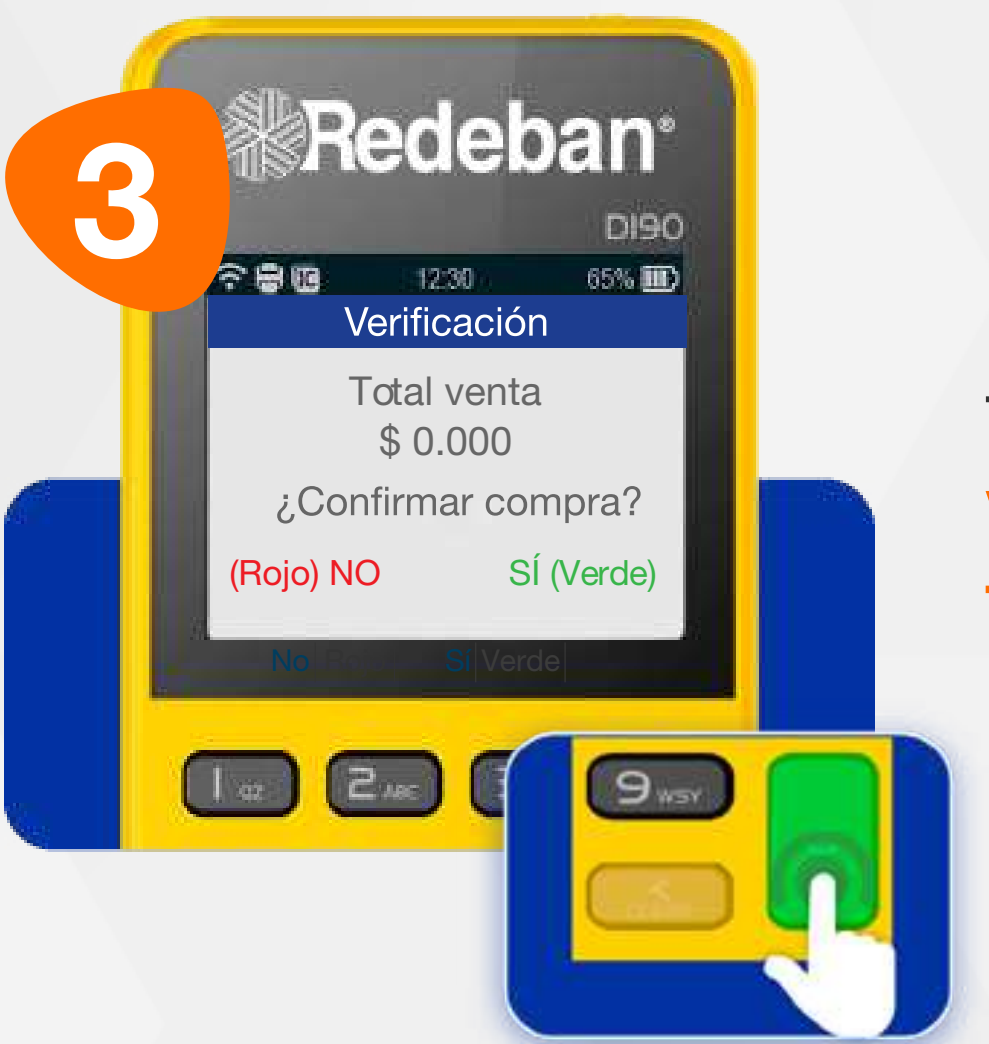 3
Redeban®
DI90
12:30 65%
Verificación
Total venta
$ 0.000
¿Confirmar compra?
(Rojo) NO SÍ (Verde)
No Si Verde
1 QZ 2 ABC
9 WSY